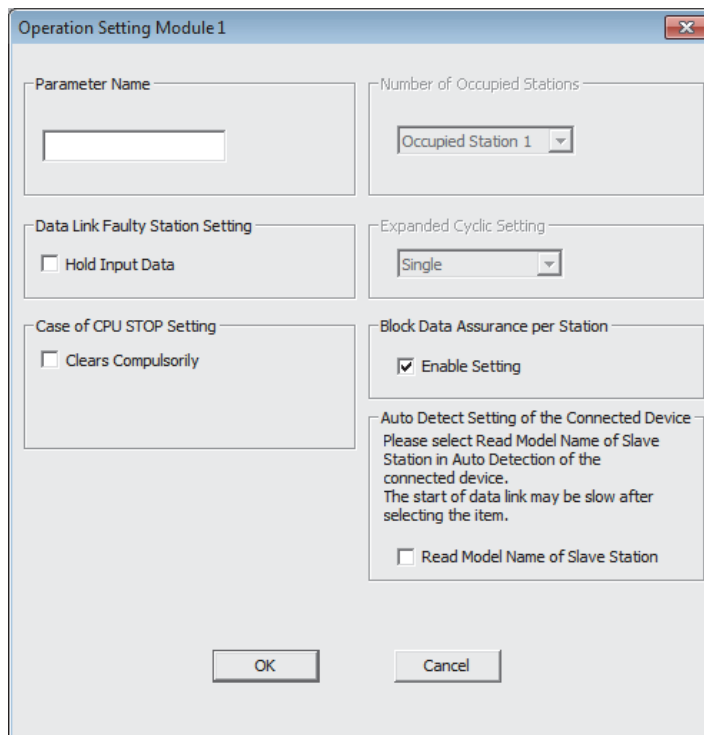 Operation Setting Module 1
Parameter Name
Number of Occupied Stations
Occupied Station 1
Data Link Faulty Station Setting
Hold Input Data
Expanded Cyclic Setting
Single
Case of CPU STOP Setting
Clears Compulsorily
Block Data Assurance per Station
Enable Setting
Auto Detect Setting of the Connected Device
Please select Read Model Name of Slave
Station in Auto Detection of the
connected device.
The start of data link may be slow after
selecting the item.
Read Model Name of Slave Station
OK
Cancel